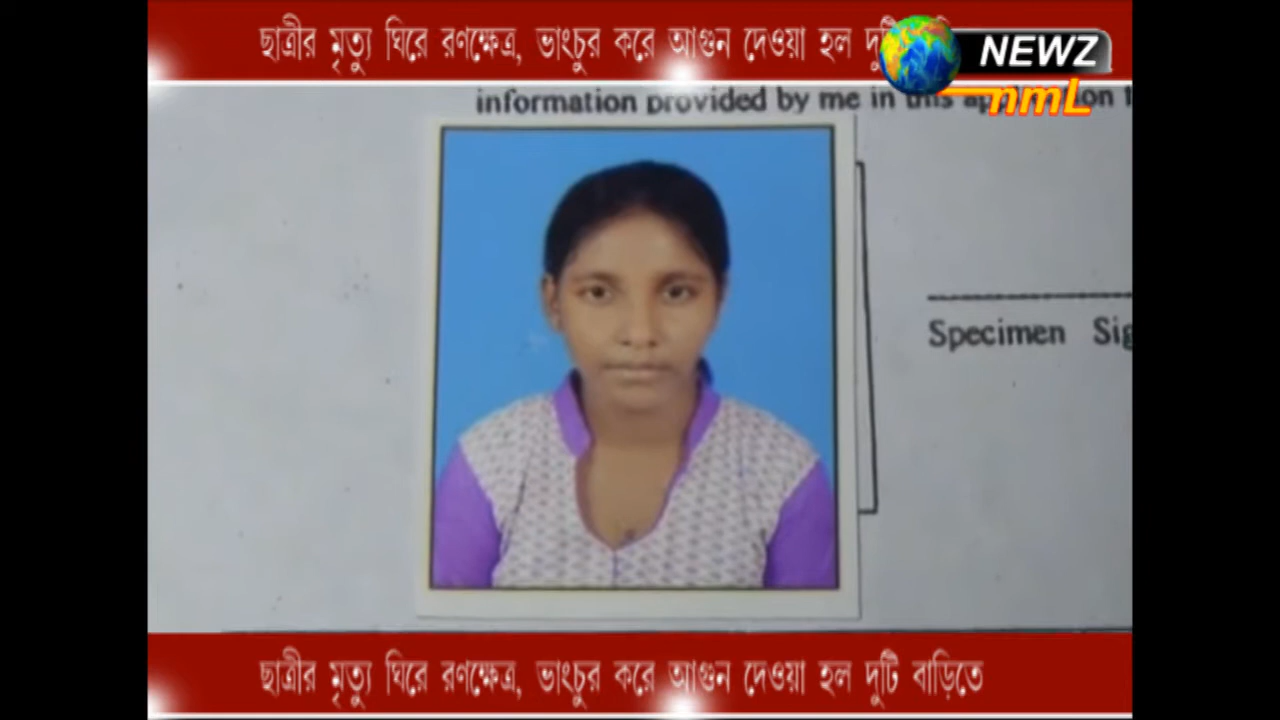 ছাত্রীর মৃত্যু ঘিরে রণক্ষেত্র, ভাংচুর করে আগুন দেওয়া হল
NEWZ
nmL
information provided by me in this application
Specimen
ছাত্রীর মৃত্যু ঘিরে রণক্ষেত্র, ভাংচুর করে আগুন দেওয়া হল দুটি বাড়িতে